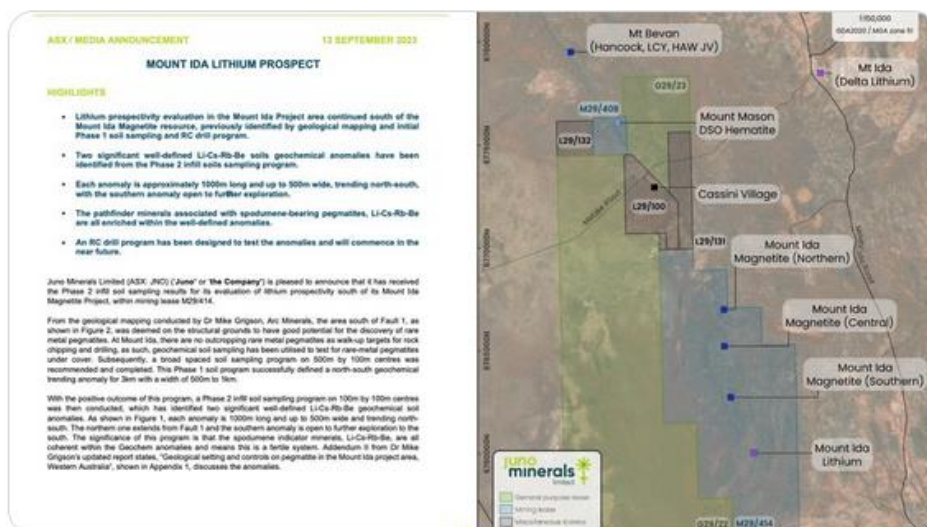 ASX / MEDIA ANNOUNCEMENT
13 SEPTEMBER 2023
MOUNT IDA LITHIUM PROSPECT
HIGHLIGHTS
• Lithium prospectivity evaluation in the Mount Ida Project area continued south of the
Mount Ida Magnetite resource, previously identified by geological mapping and initial
Phase 1 soil sampling and RC drill program.
• Two significant well-defined Li-Cs-Rb-Be soils geochemical anomalies have been
identified from the Phase 2 infill soils sampling program.
• Each anomaly is approximately 1000m long and up to 500m wide, trending north-south,
with the southern anomaly open to further exploration.
• The pathfinder minerals associated with spodumene-bearing pegmatites, Li-Cs-Rb-Be
are all enriched within the well-defined anomalies.
• An RC drill program has been designed to test the anomalies and will commence in the
near future.
Juno Minerals Limited (ASX: JNO) ('Juno' or 'the Company') is pleased to announce that it has received
the Phase 2 infill soil sampling results for its evaluation of lithium prospectivity south of its Mount Ida
Magnetite Project, within mining lease M29/414.
From the geological mapping conducted by Dr Mike Grigson, Arc Minerals, the area south of Fault 1, as
shown in Figure 2, was deemed on the structural grounds to have good potential for the discovery of rare
metal pegmatites. At Mount Ida, there are no outcropping rare metal pegmatites as walk-up targets for rock
chipping and drilling, as such, geochemical soil sampling has been utilised to test for rare-metal pegmatites
under cover. Subsequently, a broad spaced soil sampling program on 500m by 100m centres was
recommended and completed. This Phase 1 soil program successfully defined a north-south geochemical
trending anomaly for 3km with a width of 500m to 1km.
With the positive outcome of this program, a Phase 2 infill soil sampling program on 100m by 100m centres
was then conducted, which has identified two significant well-defined Li-Cs-Rb-Be geochemical soil
anomalies. As shown in Figure 1, each anomaly is 1000m long and up to 500m wide and trending north-
south. The northern one extends from Fault 1 and the southern anomaly is open to further exploration to
the south. The significance of this program is that the spodumene indicator minerals, Li-Cs-Rb-Be, are all
coherent within the Geochem anomalies and means this is a fertile system. Addendum II from Dr Mike
Grigson's updated report states, "Geological setting and controls on pegmatite in the Mount Ida project area,
Western Australia", shown in Appendix 1, discusses the anomalies.
1:150,000
GDA2020 / MGA zone 51
Mt Bevan
(Hancock, LCY, HAW JV)
Mt Ida
(Delta Lithium)
G29/23
M29/408
Mount Mason
DSO Hematite
L29/132
Cassini Village
L29/100
L29/131
Mount Ida
Magnetite (Northern)
Mount Ida
Magnetite (Central)
Mount Ida
Magnetite (Southern)
Mount Ida
Lithium
juno
minerals
limited
General purpose lease
Mining lease
Miscellaneous licence
G29/22
M29/414
6775000N
6770000N